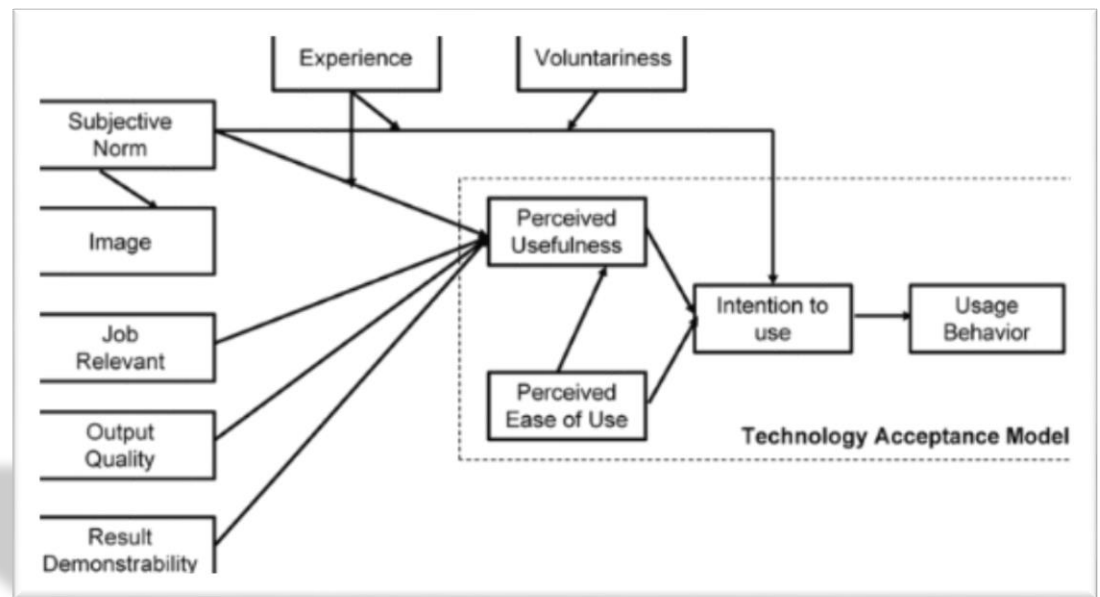 Experience
Voluntariness
Subjective
Norm
Image
Perceived
Usefulness
Job
Relevant
Intention to
use
Usage
Behavior
Perceived
Ease of Use
Output
Quality
Technology Acceptance Model
Result
Demonstrability